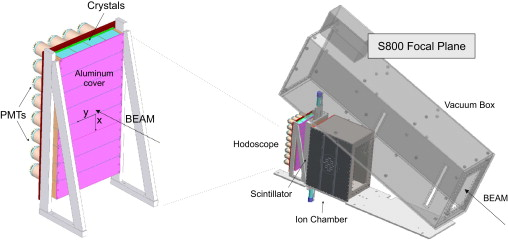 Crystals
S800 Focal Plane
Aluminum
cover
Vacuum Box
PMTs
y
x
BEAM
Hodoscope
Scintillator
BEAM
Ion Chamber